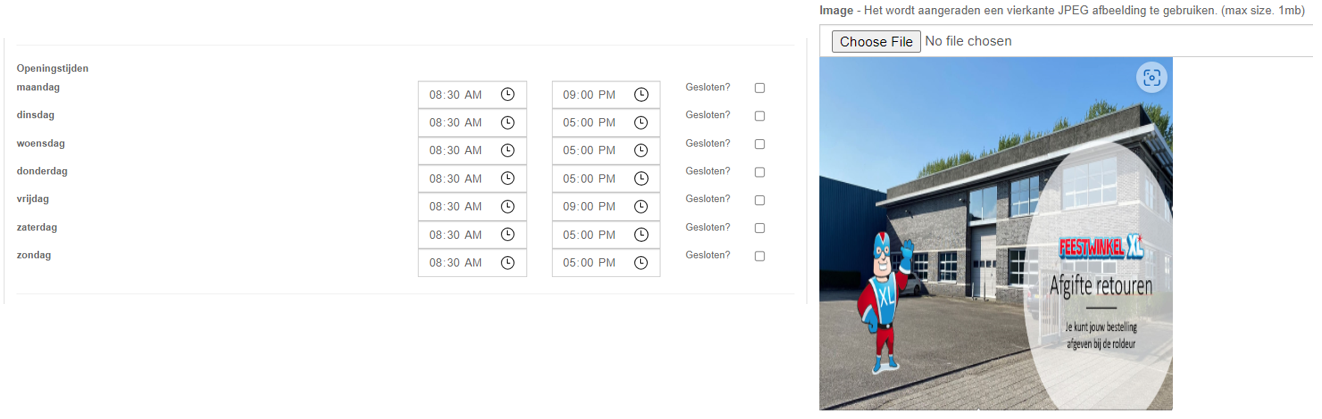 Openingstijden
maandag 08:30 AM 09:00 PM Gesloten?
dinsdag 08:30 AM 05:00 PM Gesloten?
woensdag 08:30 AM 05:00 PM Gesloten?
donderdag 08:30 AM 05:00 PM Gesloten?
vrijdag 08:30 AM 09:00 PM Gesloten?
zaterdag 08:30 AM 05:00 PM Gesloten?
zondag 08:30 AM 05:00 PM Gesloten?
Image - Het wordt aangeraden een vierkante JPEG afbeelding te gebruiken. (max size. 1mb)
Choose File No file chosen
FEESTWINKEL XL
Afgifte retouren
Je kunt jouw bestelling
afgeven bij de roldeur
XL